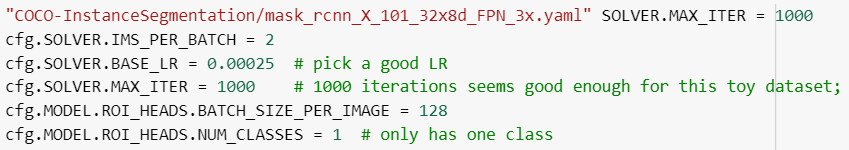 "COCO-InstanceSegmentation/mask_rcnn_X_101_32x8d_FPN_3x.yaml" SOLVER.MAX_ITER = 1000
cfg.SOLVER.IMS_PER_BATCH = 2
cfg.SOLVER.BASE_LR = 0.00025  # pick a good LR
cfg.SOLVER.MAX_ITER = 1000    # 1000 iterations seems good enough for this toy dataset;
cfg.MODEL.ROI_HEADS.BATCH_SIZE_PER_IMAGE = 128
cfg.MODEL.ROI_HEADS.NUM_CLASSES = 1  # only has one class